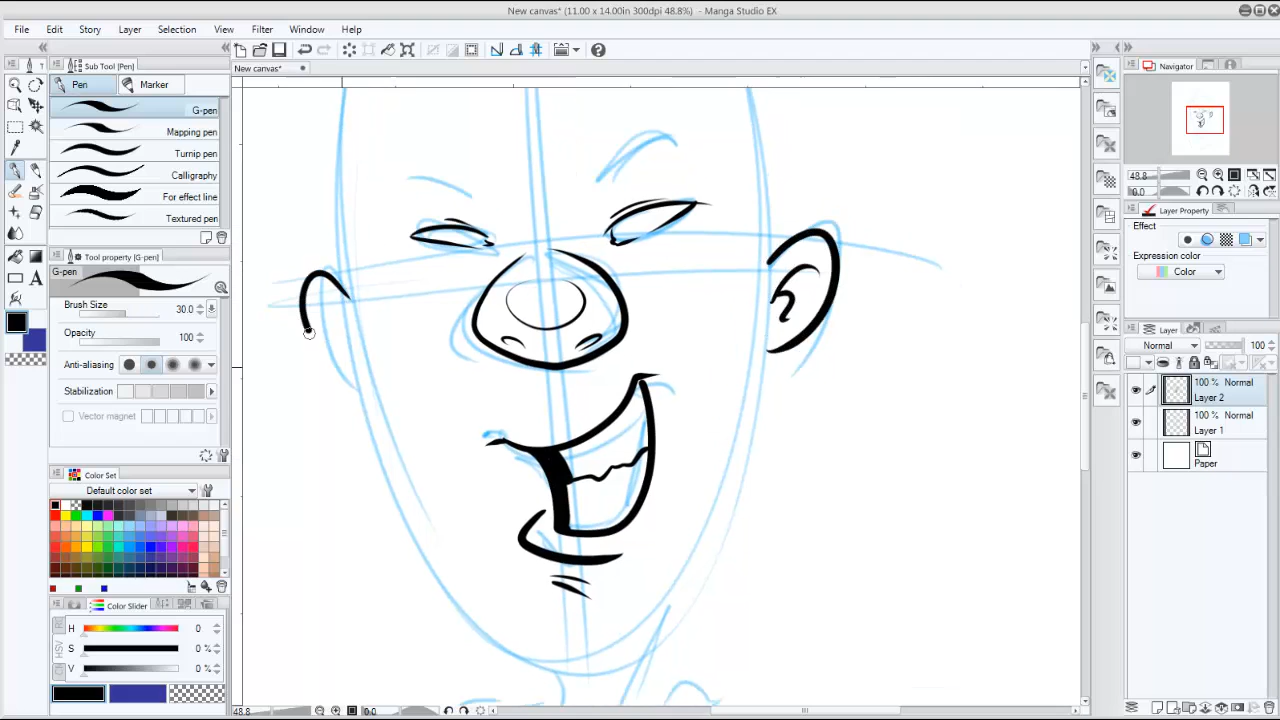 New canvas* (11.00 x 14.00in 300dpi 48.8%) - Manga Studio EX
File Edit Story Layer Selection View Filter Window Help
Sub Tool [Pen]
New canvas*
Navigator
Pen Marker
G-pen
Mapping pen
Turnip pen
Calligraphy
For effect line
Textured pen
48.8
0.0
Layer Property
Effect
Tool property [G-pen]
G-pen
Expression color
Color
Brush Size 30.0
Opacity 100
Anti-aliasing
Stabilization
Vector magnet
Layer
Normal 100
100 % Normal
Layer 2
100 % Normal
Layer 1
Paper
Color Set
Default color set
Color Slider
HSV
H 0
S 0 %
V 0 %
48.8 0.0